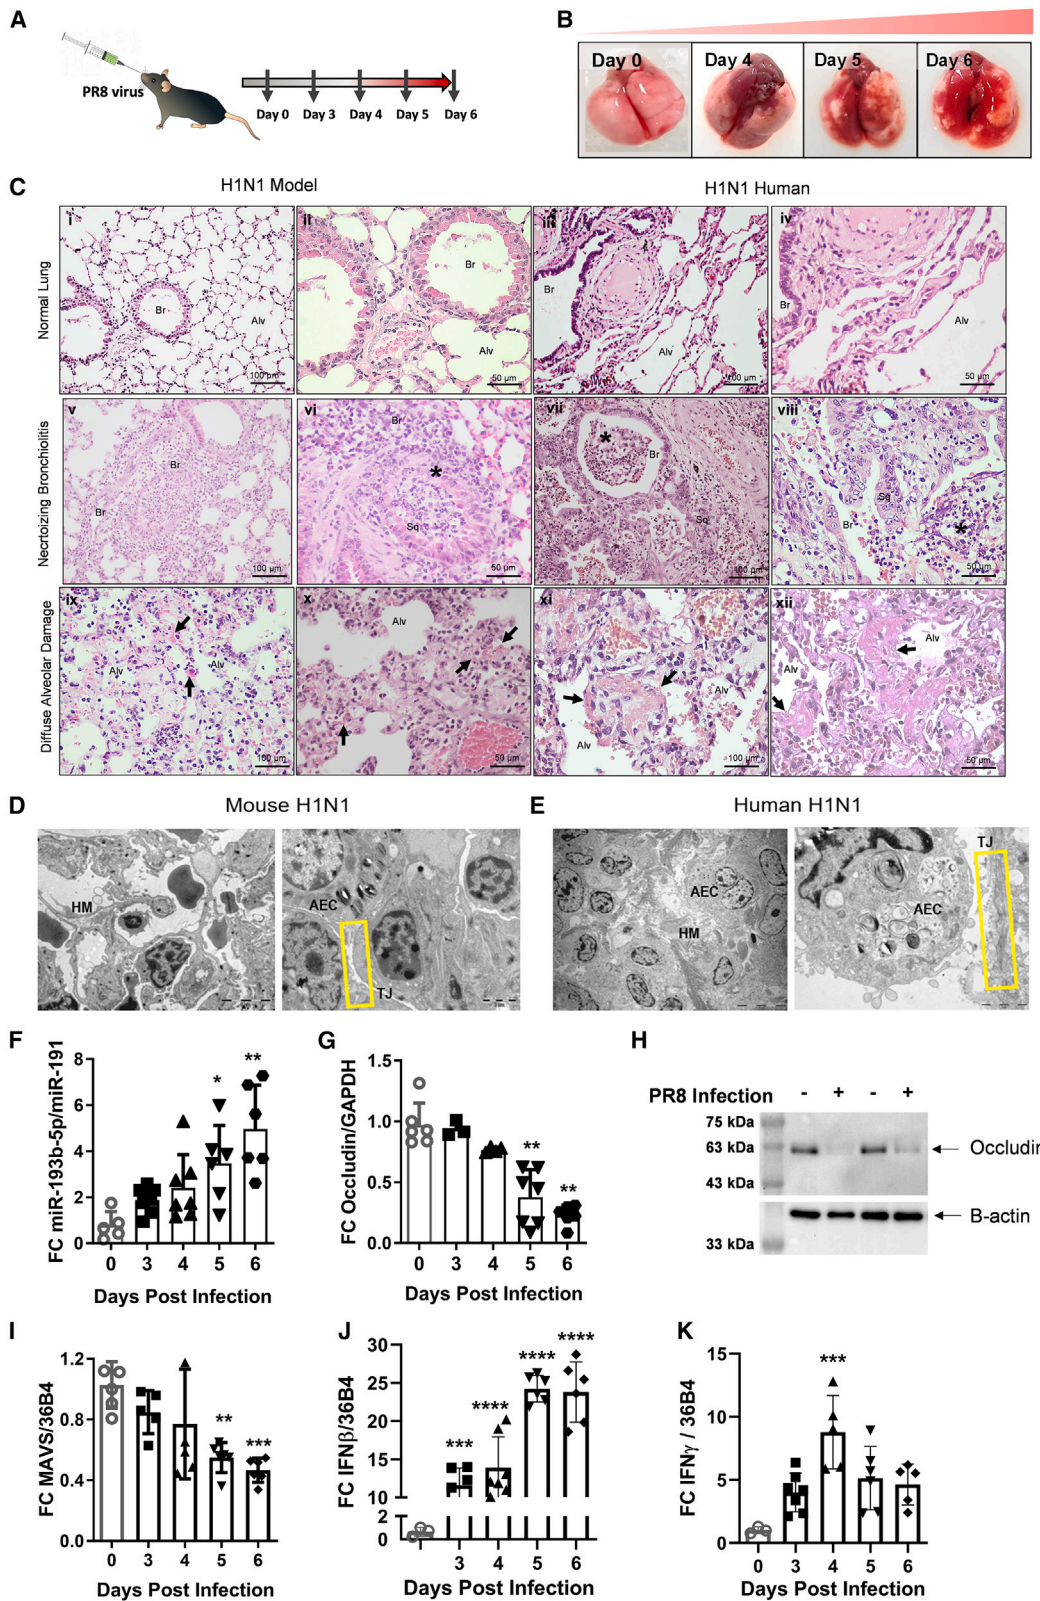 A
PR8 virus
Day 0 Day 3 Day 4 Day 5 Day 6
B
Day 0 Day 4 Day 5 Day 6
C
H1N1 Model H1N1 Human
Normal Lung
i Br Alv 100 µm
ii Br Alv 50 µm
iii Br Alv 100 µm
iv Br Alv 50 µm
Necrtoizing Bronchiolitis
v Br Br 100 µm
vi Br * Sq 50 µm
vii * Br Sq 100 µm
viii Sq Br * 50 µm
Diffuse Alveolar Damage
ix Alv Alv 100 µm
x Alv 50 µm
xi Alv Alv 100 µm
xii Alv Alv 50 µm
D
Mouse H1N1
HM
AEC
TJ
E
Human H1N1
AEC
HM
TJ
AEC
F
FC miR-193b-5p/miR-191
8
6
4
2
0
* **
0 3 4 5 6
Days Post Infection
G
FC Occludin/GAPDH
1.5
1.0
0.5
0.0
** **
0 3 4 5 6
Days Post Infection
H
PR8 Infection - + - +
75 kDa
63 kDa
43 kDa
33 kDa
Occludin
B-actin
I
FC MAVS/36B4
1.2
0.8
0.4
0.0
** ***
0 3 4 5 6
Days Post Infection
J
FC IFNβ/36B4
30
25
20
15
10
2
0
*** **** **** ****
3 4 5 6
Days Post Infection
K
FC IFNγ / 36B4
15
10
5
0
***
0 3 4 5 6
Days Post Infection